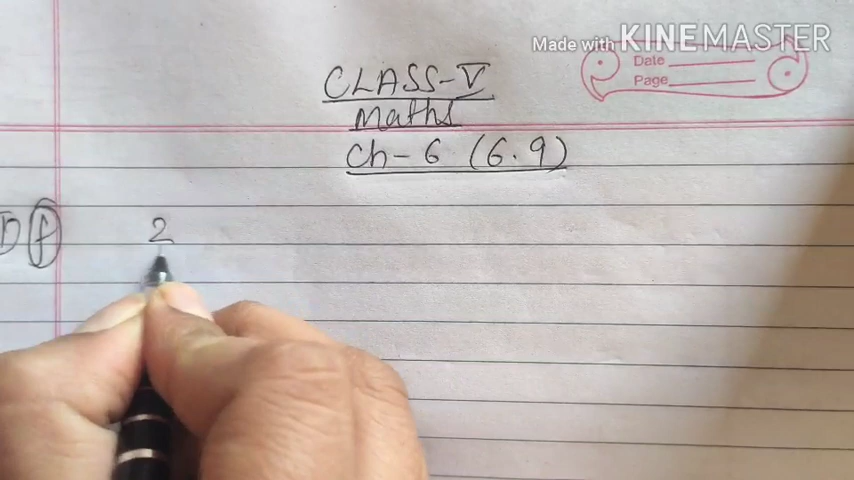 Made with KINEMASTER
CLASS-V
Date
Page
Maths
Ch-6 (6.9)
D f 2